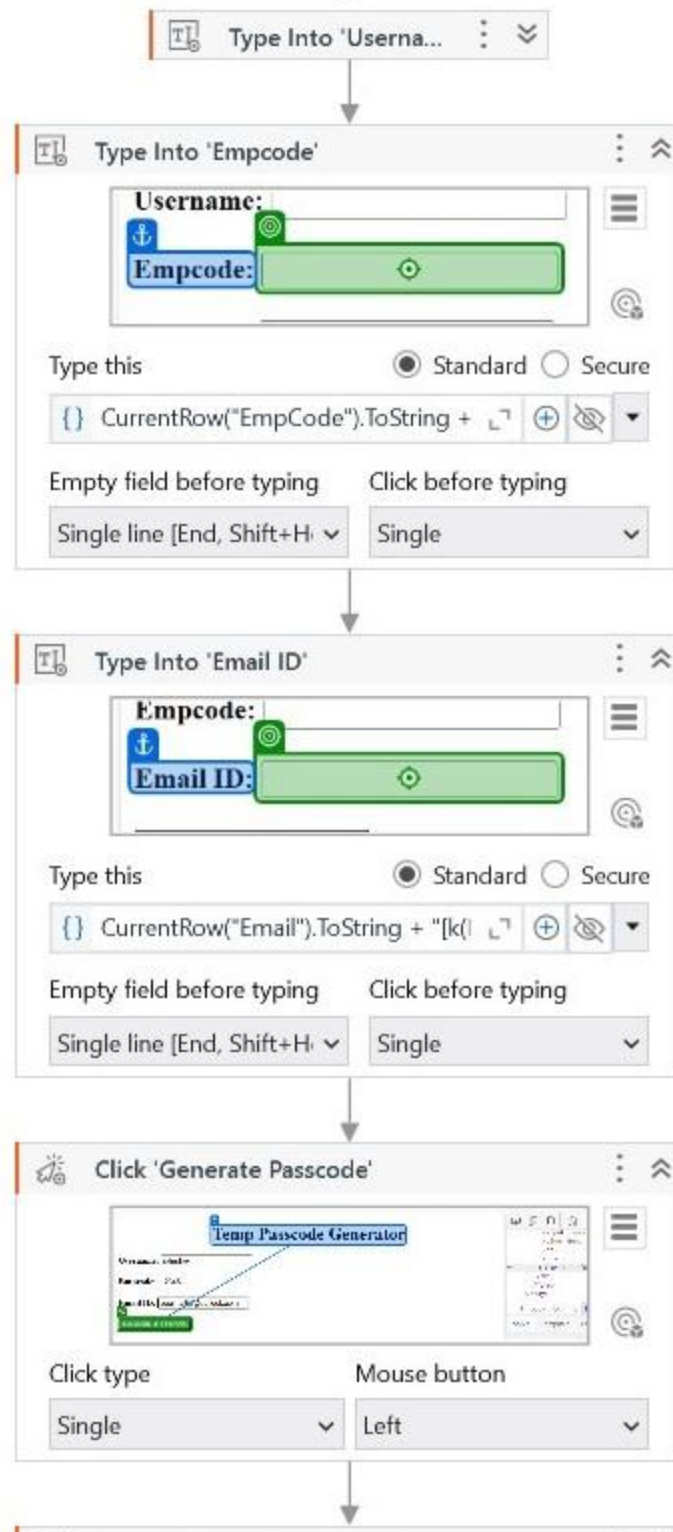 Type Into 'Userna...
Type Into 'Empcode'
Username:
Empcode:
Type this
Standard
Secure
{} CurrentRow("EmpCode").ToString +
Empty field before typing
Click before typing
Single line [End, Shift+H
Single
Type Into 'Email ID'
Empcode:
Email ID:
Type this
Standard
Secure
{} CurrentRow("Email").ToString + "[k(
Empty field before typing
Click before typing
Single line [End, Shift+H
Single
Click 'Generate Passcode'
Temp Passcode Generator
Click type
Mouse button
Single
Left